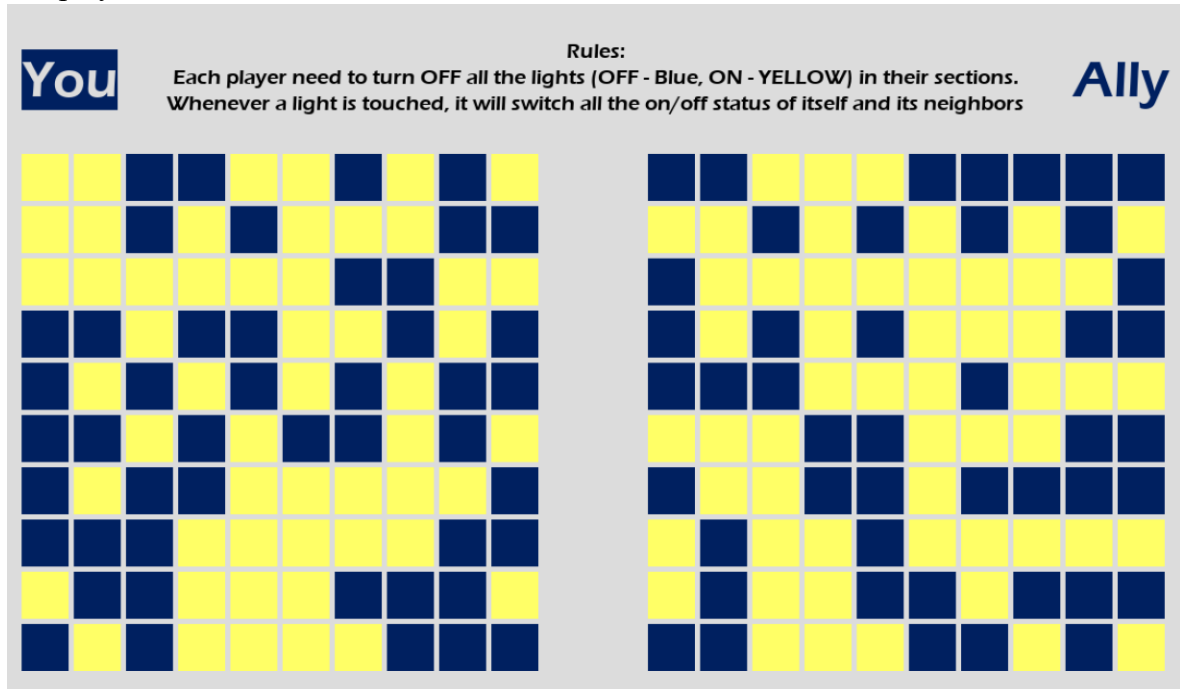 You
Rules:
Each player need to turn OFF all the lights (OFF - Blue, ON - YELLOW) in their sections.
Whenever a light is touched, it will switch all the on/off status of itself and its neighbors
Ally